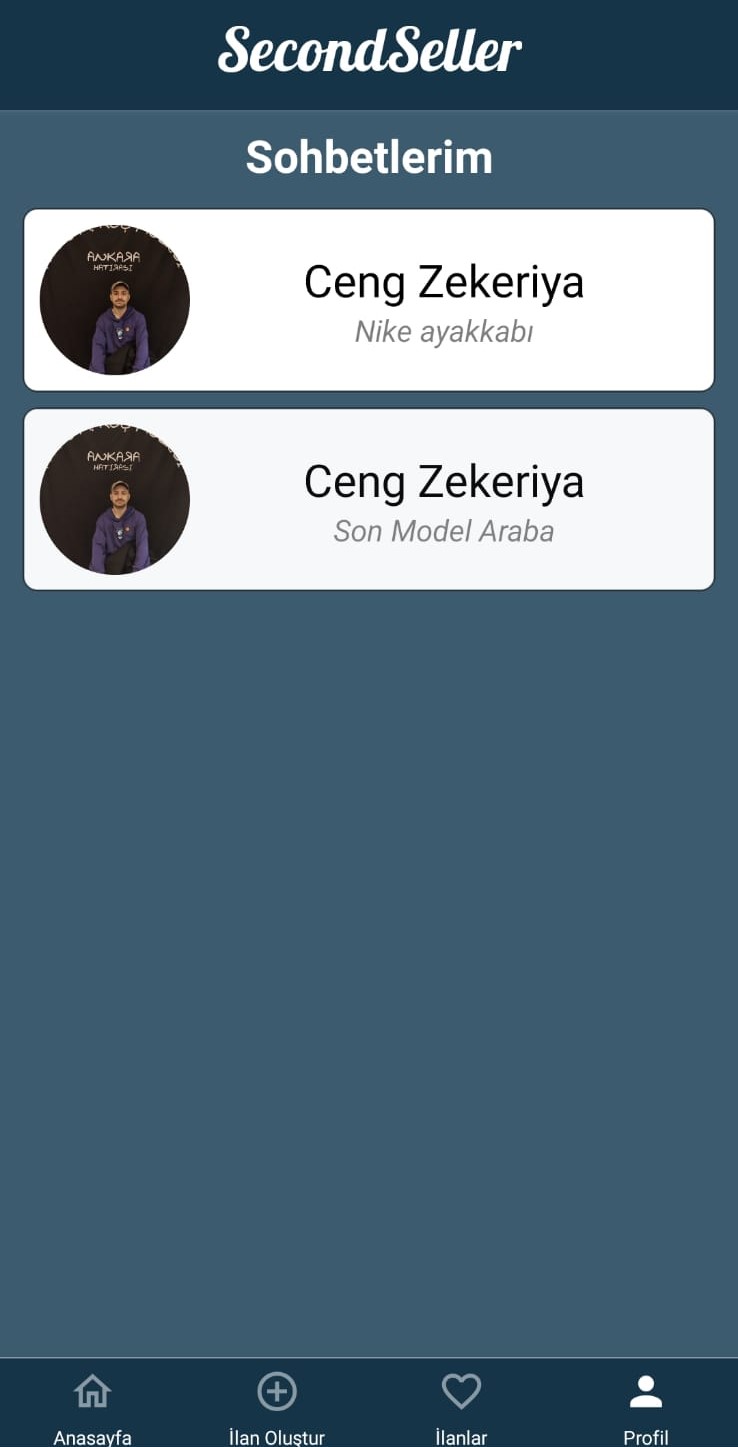 SecondSeller
Sohbetlerim
ANKARA
HATIRASI
Ceng Zekeriya
Nike ayakkabı
ANKARA
HATIRASI
Ceng Zekeriya
Son Model Araba
Anasayfa
İlan Oluştur
İlanlar
Profil